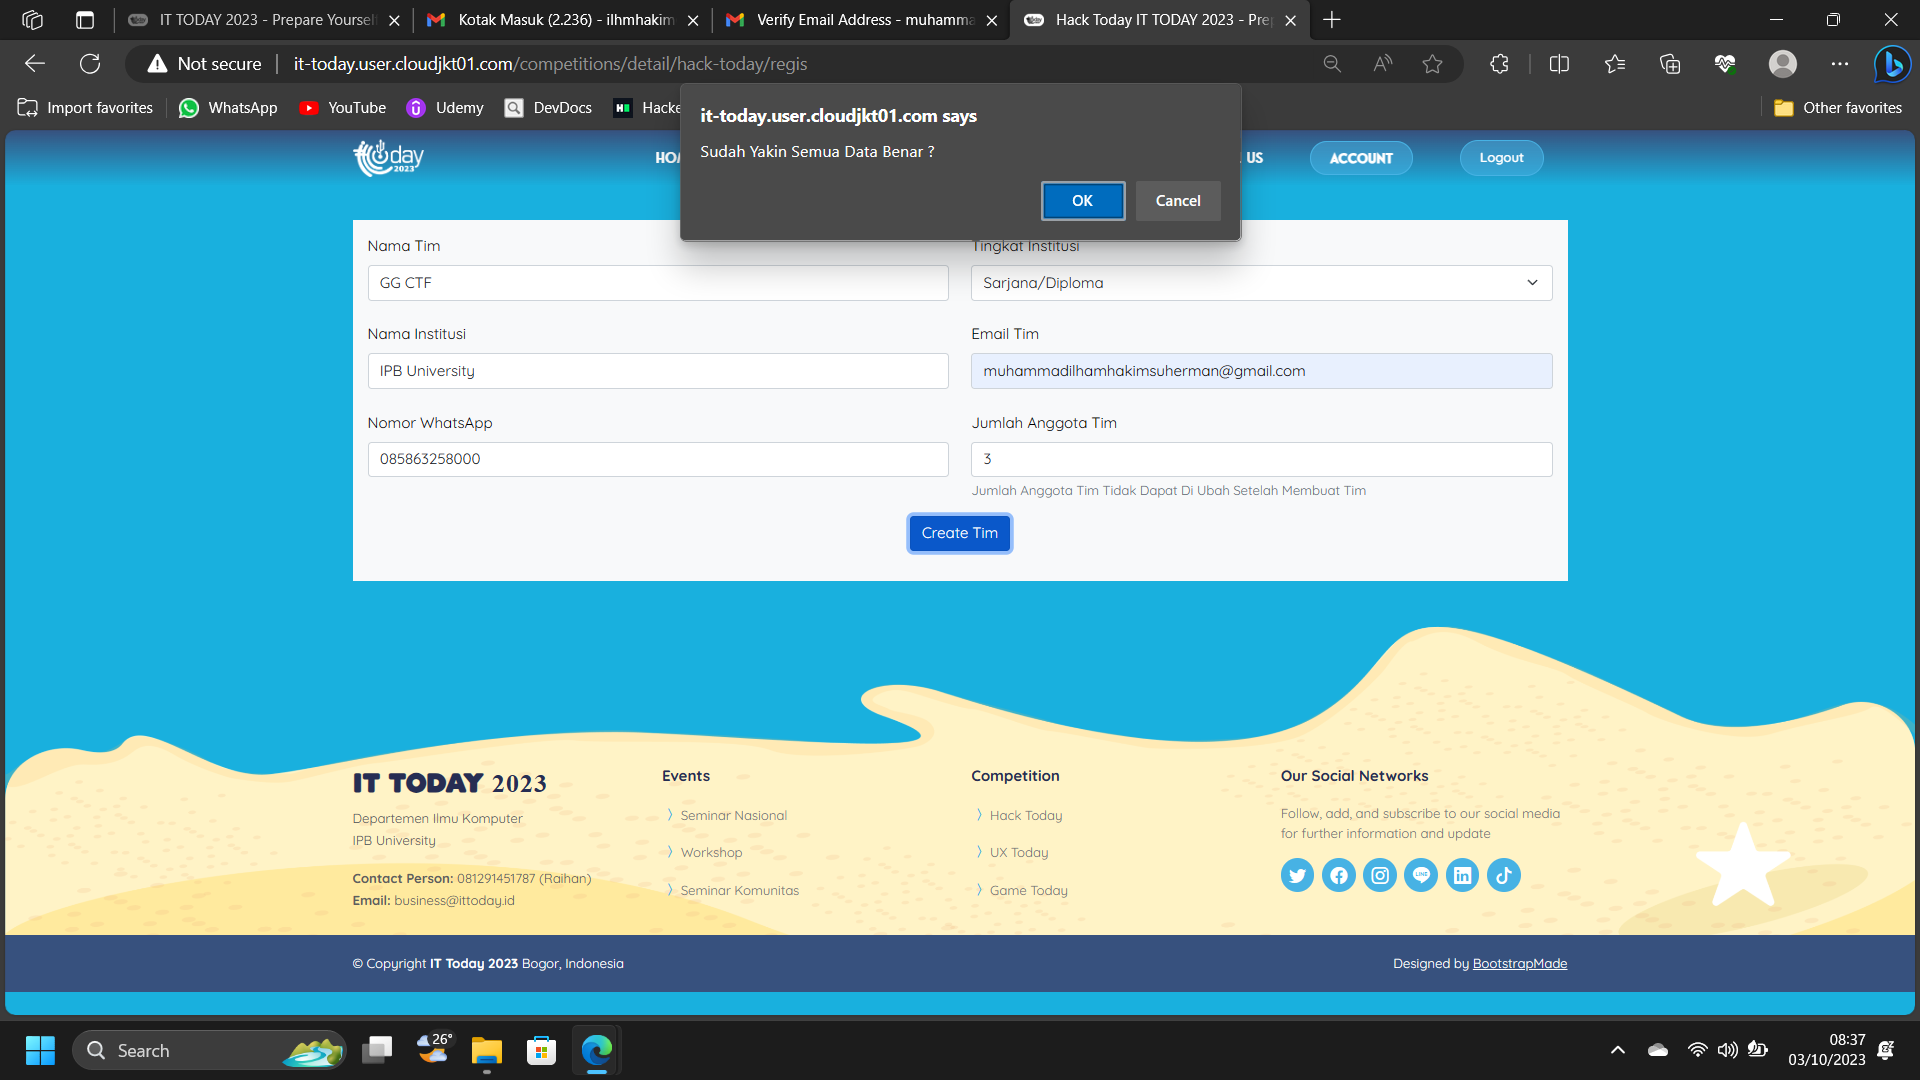 IT TODAY 2023 - Prepare Yourself
Kotak Masuk (2.236) - ilhmhakim
Verify Email Address - muhamma
Hack Today IT TODAY 2023 - Prep
Not secure
it-today.user.cloudjkt01.com/competitions/detail/hack-today/regis
Import favorites
WhatsApp
YouTube
Udemy
DevDocs
Hacke
Other favorites
it-today.user.cloudjkt01.com says
Sudah Yakin Semua Data Benar ?
OK
Cancel
today
2023
HO
US
ACCOUNT
Logout
Nama Tim
Tingkat Institusi
GG CTF
Sarjana/Diploma
Nama Institusi
Email Tim
IPB University
muhammadilhamhakimsuherman@gmail.com
Nomor WhatsApp
Jumlah Anggota Tim
085863258000
3
Jumlah Anggota Tim Tidak Dapat Di Ubah Setelah Membuat Tim
Create Tim
IT TODAY 2023
Departemen Ilmu Komputer
IPB University
Contact Person: 081291451787 (Raihan)
Email: business@ittoday.id
Events
Seminar Nasional
Workshop
Seminar Komunitas
Competition
Hack Today
UX Today
Game Today
Our Social Networks
Follow, add, and subscribe to our social media
for further information and update
© Copyright IT Today 2023 Bogor, Indonesia
Designed by BootstrapMade
Search
26°
08:37
03/10/2023